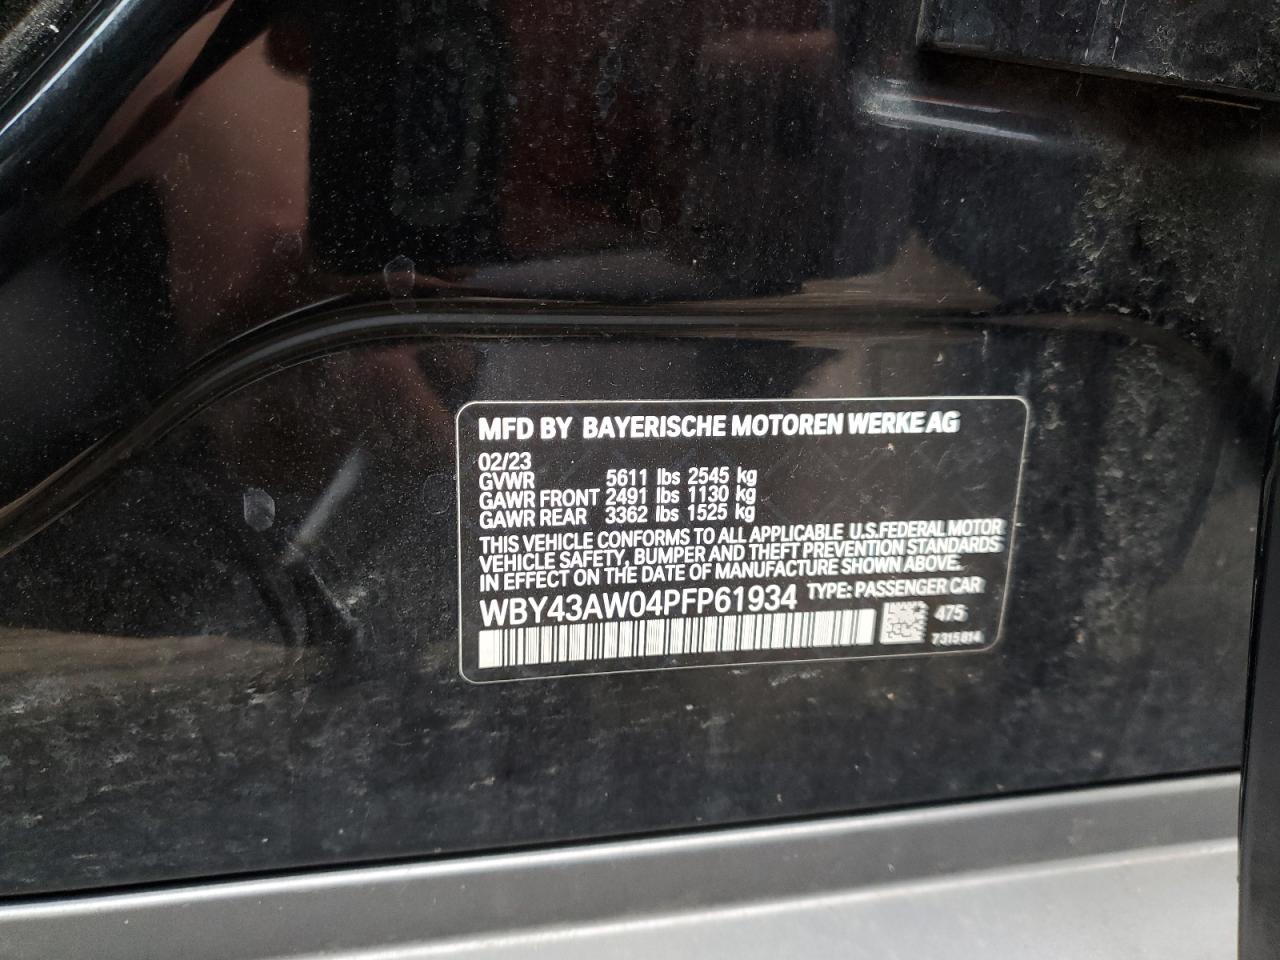 MFD BY BAYERISCHE MOTOREN WERKE AG
02/23
GVWR 5611 lbs 2545 kg
GAWR FRONT 2491 lbs 1130 kg
GAWR REAR 3362 lbs 1525 kg
THIS VEHICLE CONFORMS TO ALL APPLICABLE U.S.FEDERAL MOTOR
VEHICLE SAFETY, BUMPER AND THEFT PREVENTION STANDARDS
IN EFFECT ON THE DATE OF MANUFACTURE SHOWN ABOVE.
WBY43AW04PFP61934 TYPE: PASSENGER CAR
475
7315814